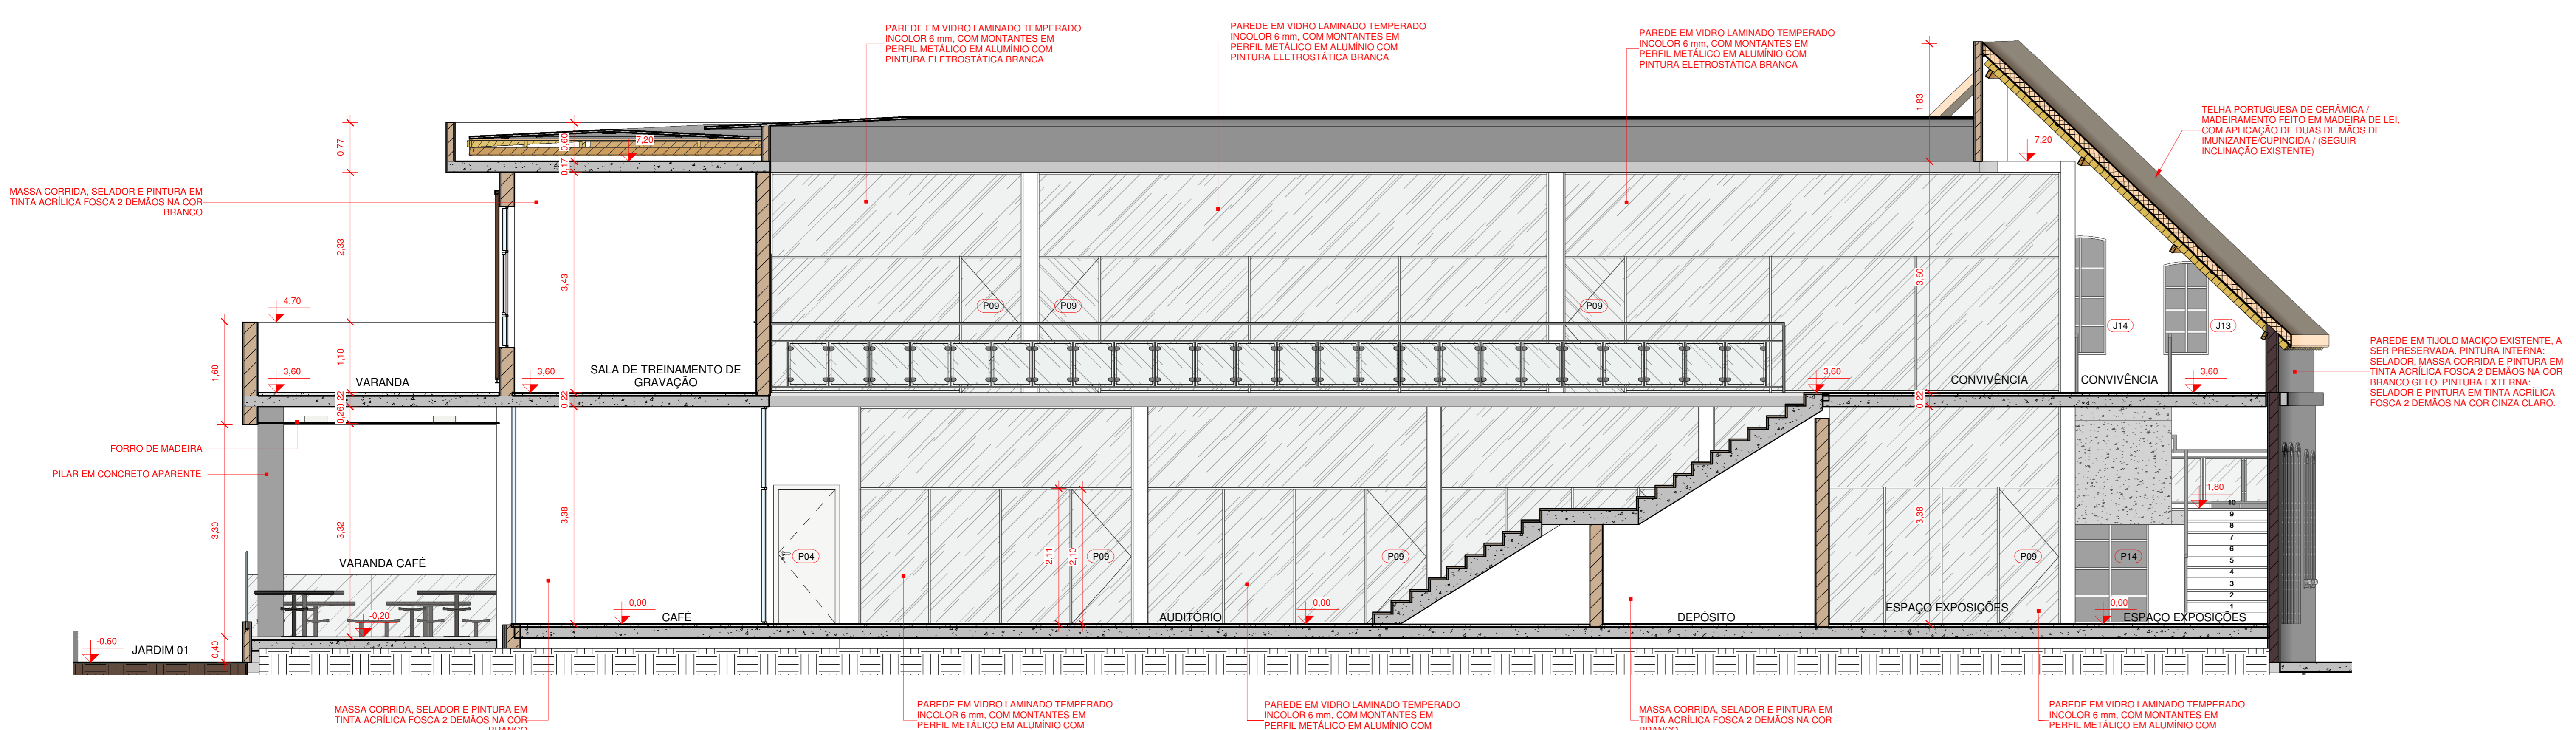 PAREDE EM VIDRO LAMINADO TEMPERADO
INCOLOR 6 mm, COM MONTANTES EM
PERFIL METÁLICO EM ALUMÍNIO COM
PINTURA ELETROSTÁTICA BRANCA
PAREDE EM VIDRO LAMINADO TEMPERADO
INCOLOR 6 mm, COM MONTANTES EM
PERFIL METÁLICO EM ALUMÍNIO COM
PINTURA ELETROSTÁTICA BRANCA
PAREDE EM VIDRO LAMINADO TEMPERADO
INCOLOR 6 mm, COM MONTANTES EM
PERFIL METÁLICO EM ALUMÍNIO COM
PINTURA ELETROSTÁTICA BRANCA
1,83
TELHA PORTUGUESA DE CERÂMICA /
MADEIRAMENTO FEITO EM MADEIRA DE LEI,
COM APLICAÇÃO DE DUAS DE MÃOS DE
IMUNIZANTE/CUPINCIDA / (SEGUIR
INCLINAÇÃO EXISTENTE)
0,77
0,60
7,20
0,17
7,20
MASSA CORRIDA, SELADOR E PINTURA EM
TINTA ACRÍLICA FOSCA 2 DEMÃOS NA COR
BRANCO
2,33
3,43
3,60
4,70
P09
P09
P09
J14
J13
1,60
1,10
3,60
VARANDA
3,60
SALA DE TREINAMENTO DE
GRAVAÇÃO
3,60
CONVIVÊNCIA
CONVIVÊNCIA
3,60
PAREDE EM TIJOLO MACIÇO EXISTENTE, A
SER PRESERVADA. PINTURA INTERNA:
SELADOR, MASSA CORRIDA E PINTURA EM
TINTA ACRÍLICA FOSCA 2 DEMÃOS NA COR
BRANCO GELO. PINTURA EXTERNA:
SELADOR E PINTURA EM TINTA ACRÍLICA
FOSCA 2 DEMÃOS NA COR CINZA CLARO.
0,22
0,26
0,22
0,22
FORRO DE MADEIRA
PILAR EM CONCRETO APARENTE
3,30
3,32
3,38
2,11
2,10
3,38
1,80
10
9
8
7
6
5
4
3
2
1
P04
P09
P09
P09
P14
VARANDA CAFÉ
-0,20
0,00
CAFÉ
AUDITÓRIO
0,00
DEPÓSITO
ESPAÇO EXPOSIÇÕES
0,00
ESPAÇO EXPOSIÇÕES
-0,60
JARDIM 01
0,40
MASSA CORRIDA, SELADOR E PINTURA EM
TINTA ACRÍLICA FOSCA 2 DEMÃOS NA COR
BRANCO
PAREDE EM VIDRO LAMINADO TEMPERADO
INCOLOR 6 mm, COM MONTANTES EM
PERFIL METÁLICO EM ALUMÍNIO COM
PAREDE EM VIDRO LAMINADO TEMPERADO
INCOLOR 6 mm, COM MONTANTES EM
PERFIL METÁLICO EM ALUMÍNIO COM
MASSA CORRIDA, SELADOR E PINTURA EM
TINTA ACRÍLICA FOSCA 2 DEMÃOS NA COR
BRANCO
PAREDE EM VIDRO LAMINADO TEMPERADO
INCOLOR 6 mm, COM MONTANTES EM
PERFIL METÁLICO EM ALUMÍNIO COM